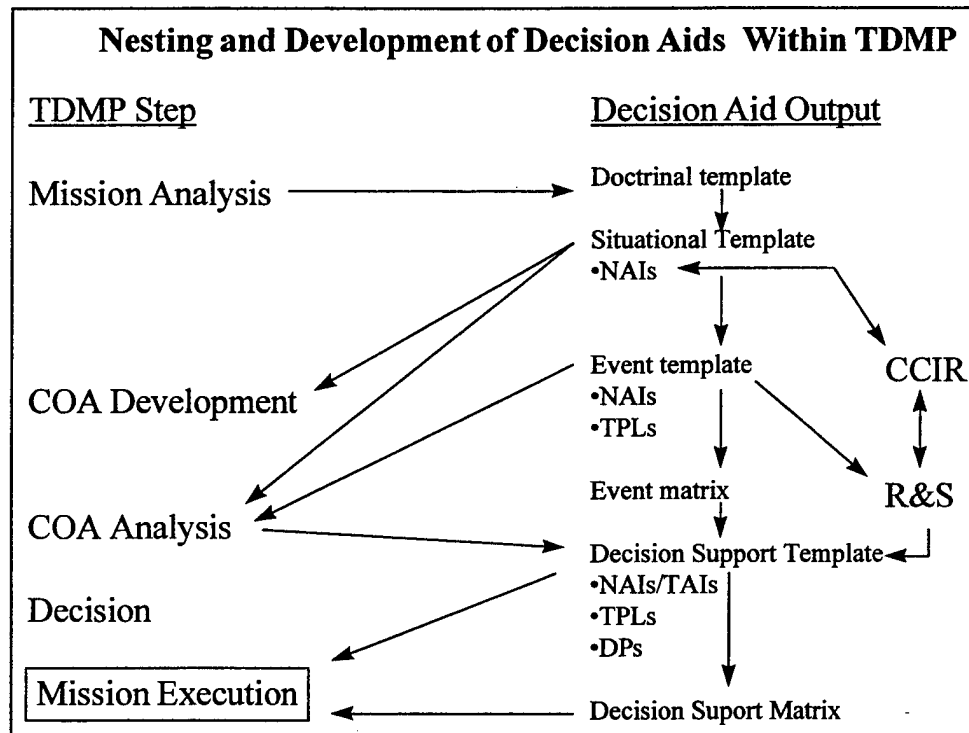 Nesting and Development of Decision Aids Within TDMP
TDMP Step
Decision Aid Output
Mission Analysis
Doctrinal template
Situational Template
•NAIs
CCIR
Event template
•NAIs
•TPLs
COA Development
R&S
Event matrix
COA Analysis
Decision Support Template
•NAIs/TAIs
•TPLs
•DPs
Decision
Mission Execution
Decision Suport Matrix